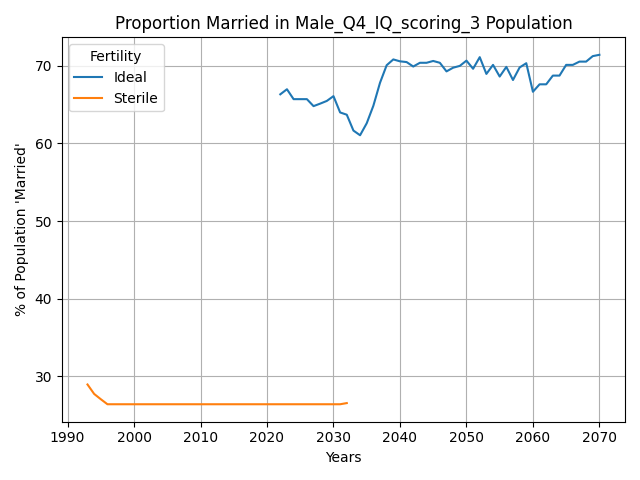 Proportion Married in Male_Q4_IQ_scoring_3 Population
Fertility
Ideal
Sterile
% of Population 'Married'
70
60
50
40
30
1990 2000 2010 2020 2030 2040 2050 2060 2070
Years